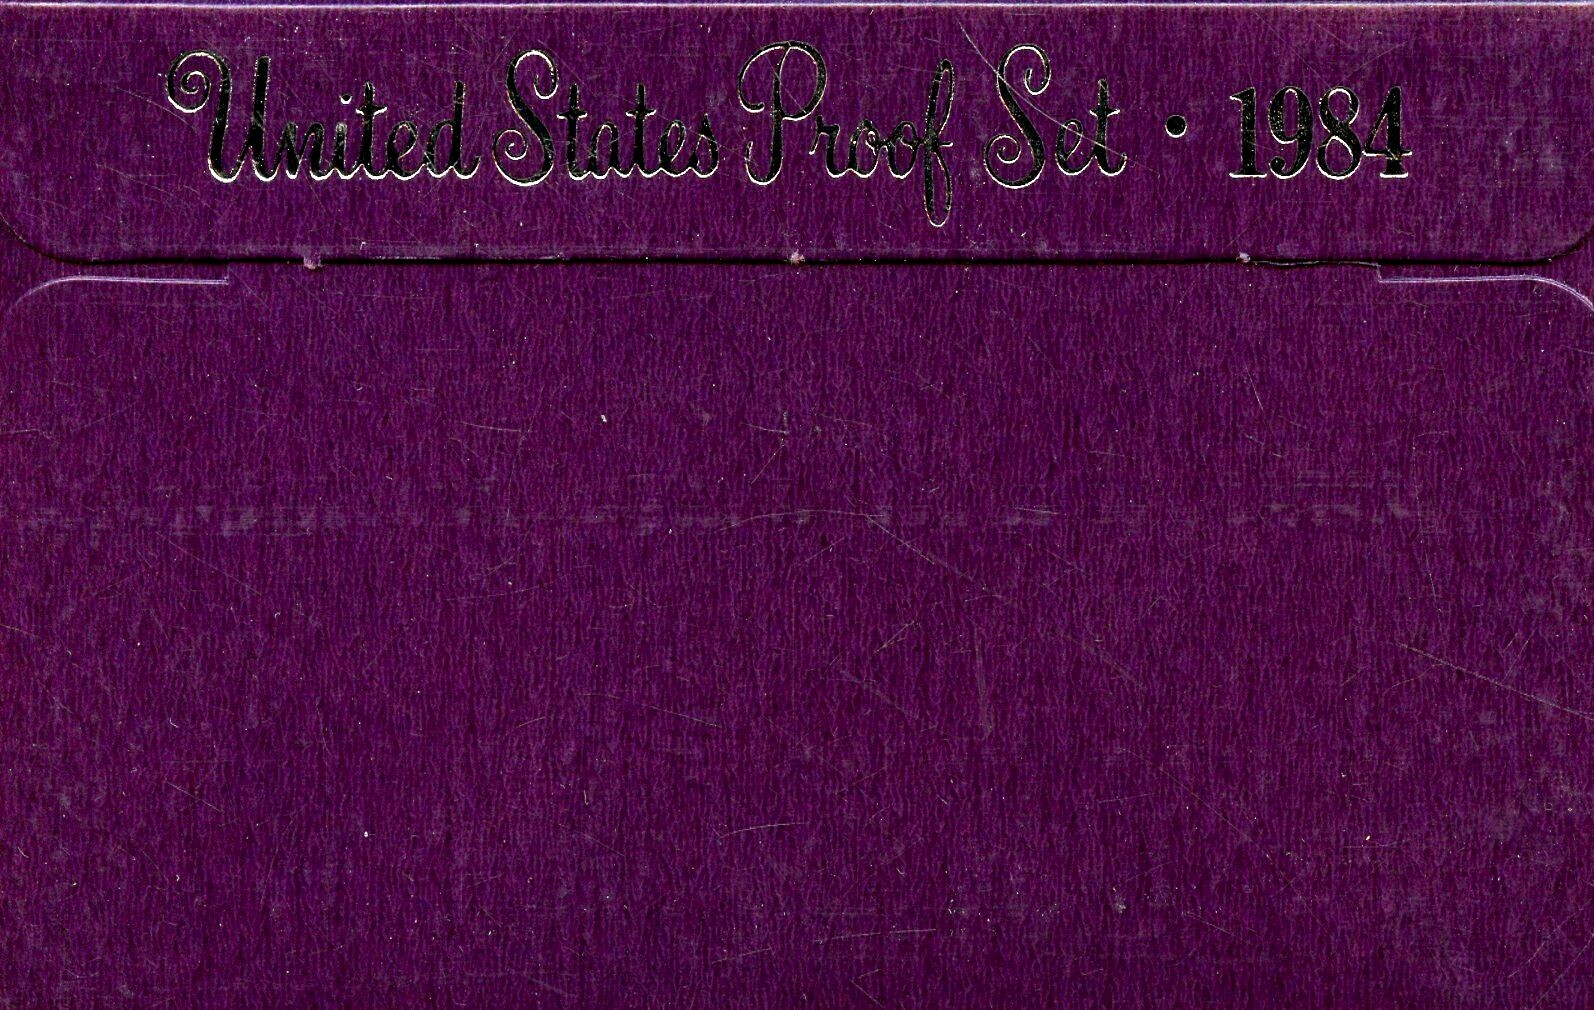 United States Proof Set • 1984